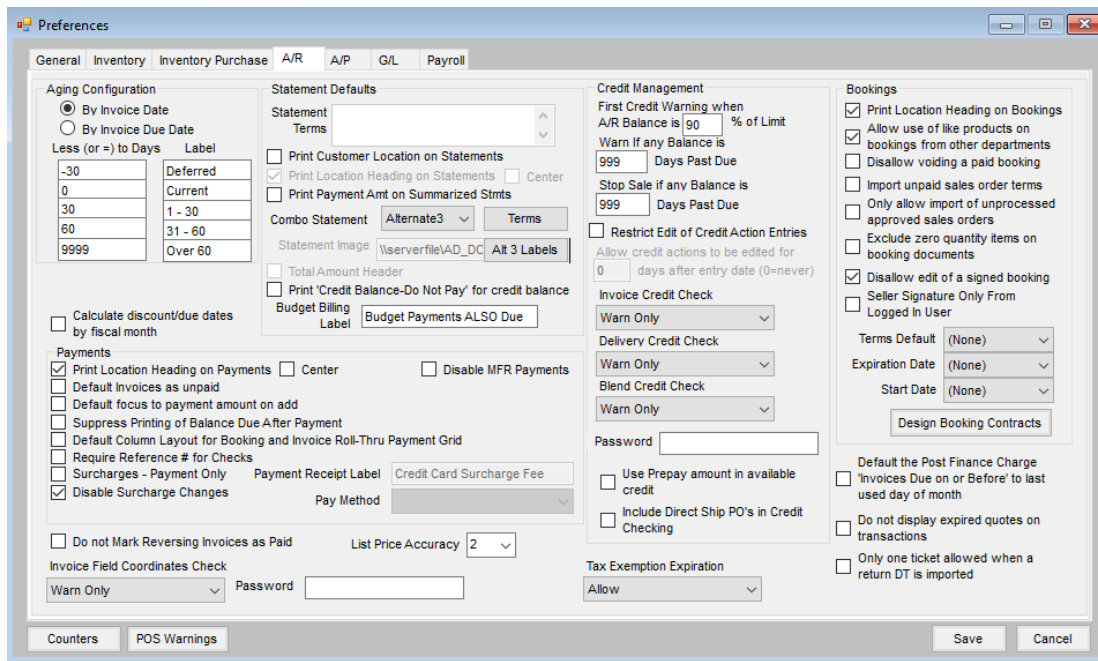 Preferences
General Inventory Inventory Purchase A/R A/P G/L Payroll
Aging Configuration
By Invoice Date
By Invoice Due Date
Less (or =) to Days Label
-30 Deferred
0 Current
30 1 - 30
60 31 - 60
9999 Over 60
Calculate discount/due dates
by fiscal month
Statement Defaults
Statement
Terms
Print Customer Location on Statements
Print Location Heading on Statements Center
Print Payment Amt on Summarized Stmts
Combo Statement Alternate3 Terms
Statement Image \\serverfile\AD_DC Alt 3 Labels
Total Amount Header
Print 'Credit Balance-Do Not Pay' for credit balance
Budget Billing
Label Budget Payments ALSO Due
Payments
Print Location Heading on Payments Center Disable MFR Payments
Default Invoices as unpaid
Default focus to payment amount on add
Suppress Printing of Balance Due After Payment
Default Column Layout for Booking and Invoice Roll-Thru Payment Grid
Require Reference # for Checks
Surcharges - Payment Only Payment Receipt Label Credit Card Surcharge Fee
Disable Surcharge Changes
Pay Method
Do not Mark Reversing Invoices as Paid List Price Accuracy 2
Invoice Field Coordinates Check
Warn Only Password
Credit Management
First Credit Warning when
A/R Balance is 90 % of Limit
Warn If any Balance is
999 Days Past Due
Stop Sale if any Balance is
999 Days Past Due
Restrict Edit of Credit Action Entries
Allow credit actions to be edited for
0 days after entry date (0=never)
Invoice Credit Check
Warn Only
Delivery Credit Check
Warn Only
Blend Credit Check
Warn Only
Password
Use Prepay amount in available
credit
Include Direct Ship PO's in Credit
Checking
Tax Exemption Expiration
Allow
Bookings
Print Location Heading on Bookings
Allow use of like products on
bookings from other departments
Disallow voiding a paid booking
Import unpaid sales order terms
Only allow import of unprocessed
approved sales orders
Exclude zero quantity items on
booking documents
Disallow edit of a signed booking
Seller Signature Only From
Logged In User
Terms Default (None)
Expiration Date (None)
Start Date (None)
Design Booking Contracts
Default the Post Finance Charge
'Invoices Due on or Before' to last
used day of month
Do not display expired quotes on
transactions
Only one ticket allowed when a
return DT is imported
Counters POS Warnings Save Cancel